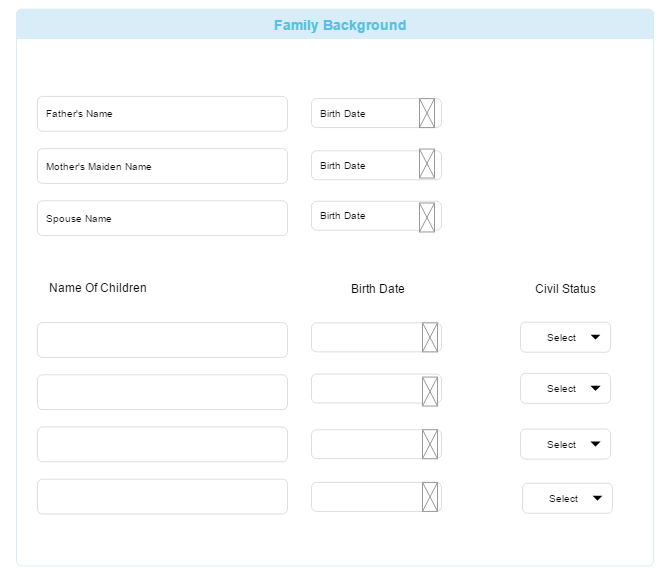 Family Background
Father's Name Birth Date
Mother's Maiden Name Birth Date
Spouse Name Birth Date
Name Of Children Birth Date Civil Status
Select
Select
Select
Select